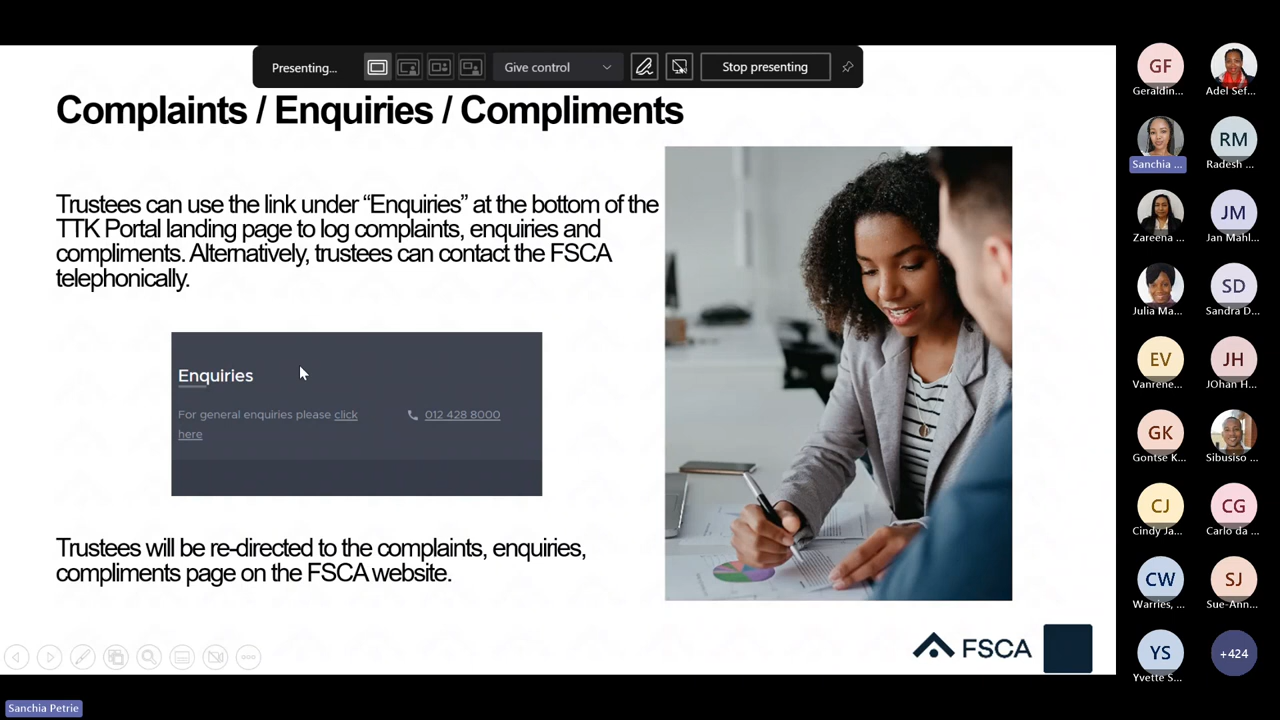 Presenting...
Give control
Stop presenting
Complaints / Enquiries / Compliments
Trustees can use the link under “Enquiries” at the bottom of the
TTK Portal landing page to log complaints, enquiries and
compliments. Alternatively, trustees can contact the FSCA
telephonically.
Enquiries
For general enquiries please click
here
012 428 8000
Trustees will be re-directed to the complaints, enquiries,
compliments page on the FSCA website.
FSCA
GF
Geraldin...
Adel Sef...
Sanchia ...
RM
Radesh ...
Zareena ...
JM
Jan Mahl...
Julia Ma...
SD
Sandra D...
EV
Vanrene...
JH
JOhan H...
GK
Gontse K...
Sibusiso ...
CJ
Cindy Ja...
CG
Carlo da ...
CW
Warries, ...
SJ
Sue-Ann...
YS
Yvette S...
+424
Sanchia Petrie